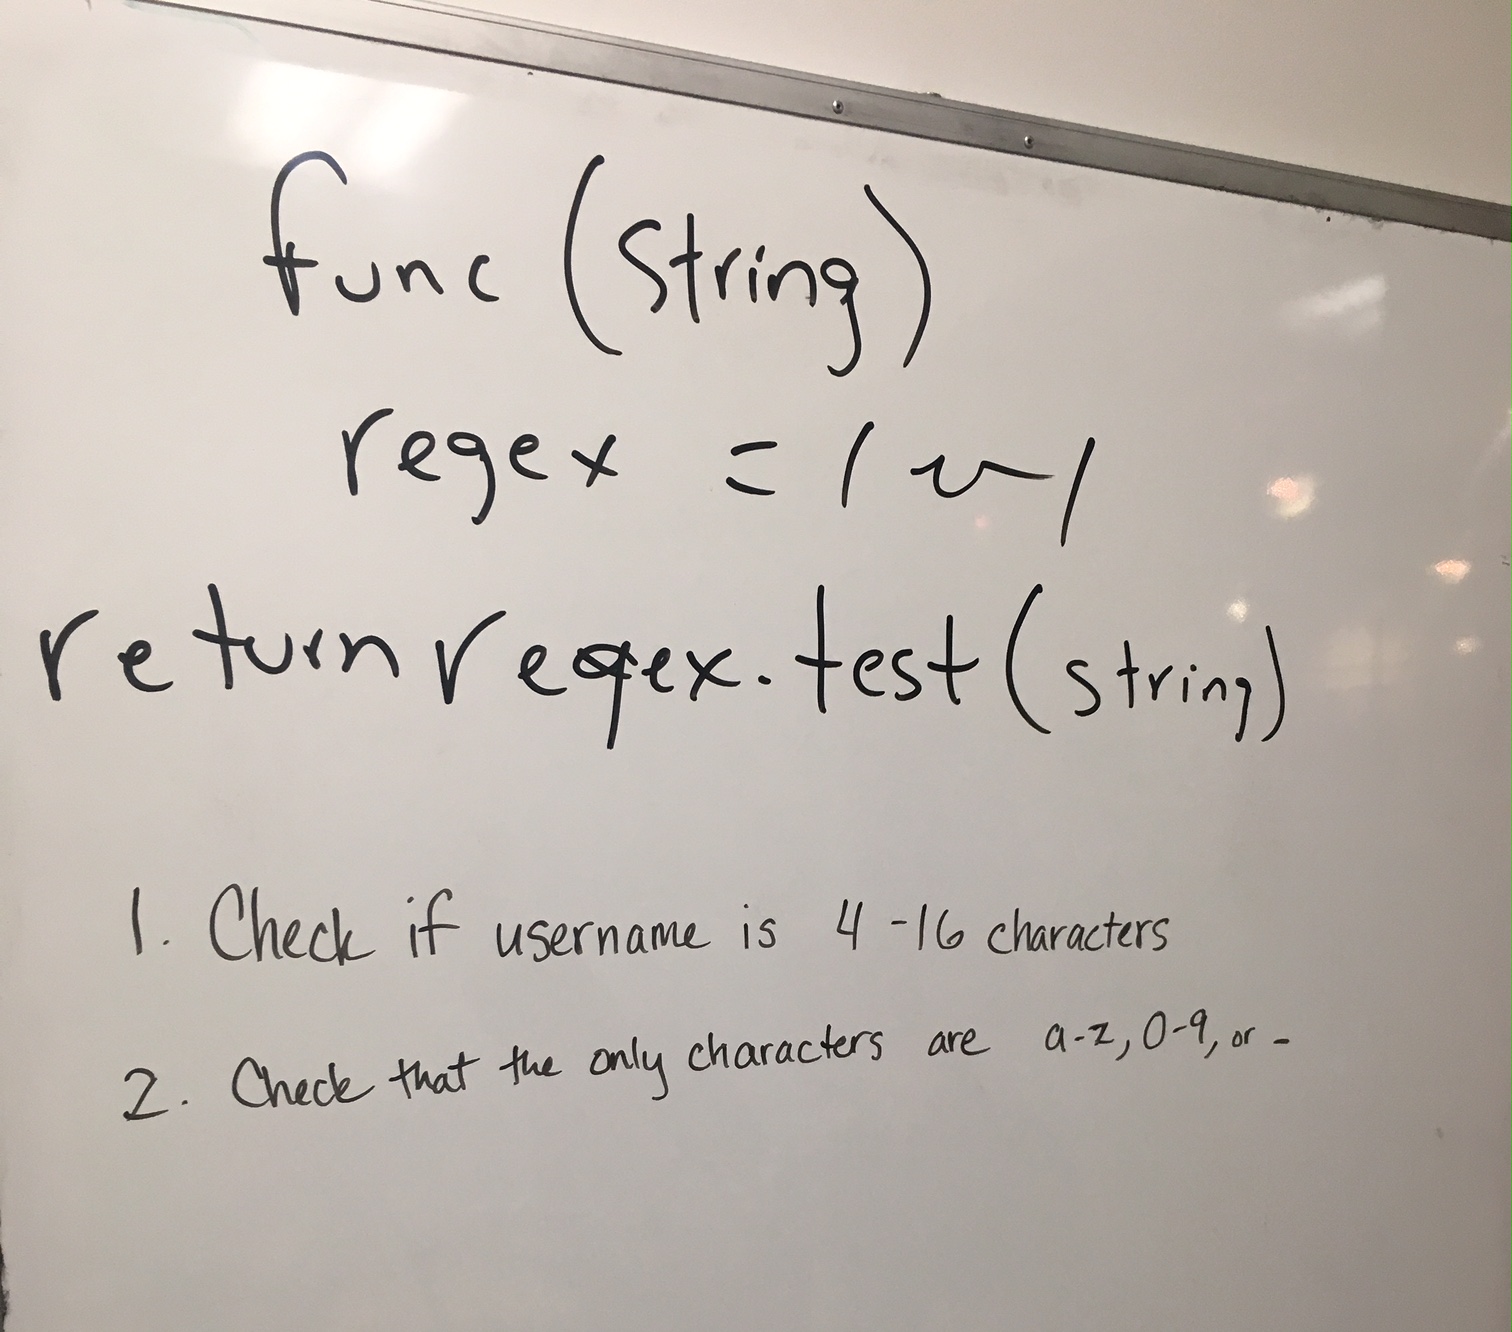 func (string)
regex = / /
return regex.test(string)
1. Check if username is 4-16 characters
2. Check that the only characters are a-z, 0-9, or -